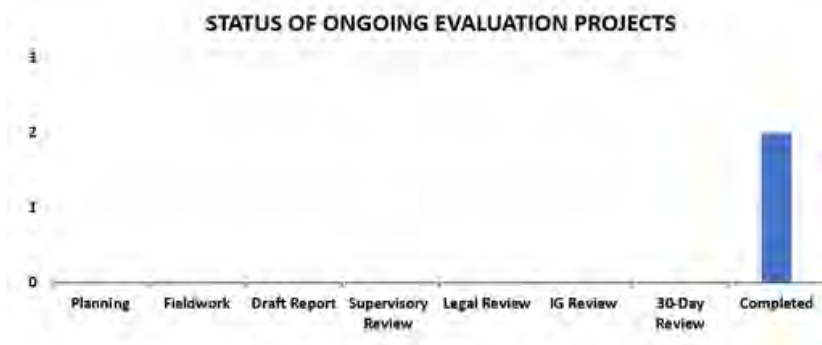 STATUS OF ONGOING EVALUATION PROJECTS
3
2
1
0
Planning Fieldwork Draft Report Supervisory Review Legal Review IG Review 30-Day Review Completed